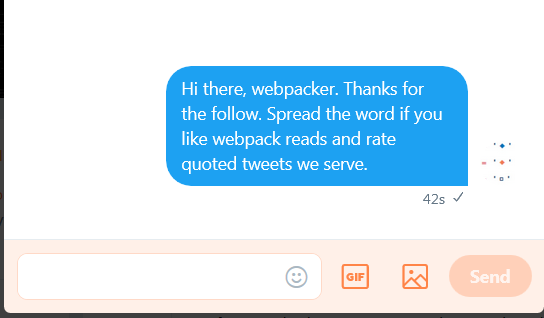 Hi there, webpacker. Thanks for
the follow. Spread the word if you
like webpack reads and rate
quoted tweets we serve.
42s
GIF
Send